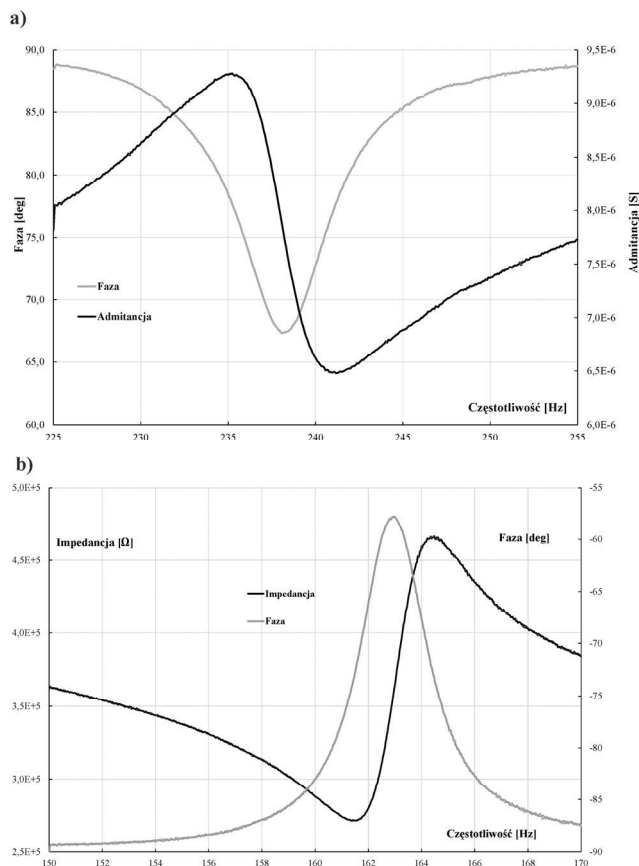 a)
90,0
85,0
80,0
75,0
70,0
65,0
60,0
Faza [deg]
9,5E-6
9,0E-6
8,5E-6
8,0E-6
7,5E-6
7,0E-6
6,5E-6
6,0E-6
Admitancja [S]
Faza
Admitancja
Częstotliwość [Hz]
225 230 235 240 245 250 255
b)
5,0E+5
4,5E+5
4,0E+5
3,5E+5
3,0E+5
2,5E+5
Impedancja [Ω]
Faza [deg]
-55
-60
-65
-70
-75
-80
-85
-90
Impedancja
Faza
Częstotliwość [Hz]
150 152 154 156 158 160 162 164 166 168 170